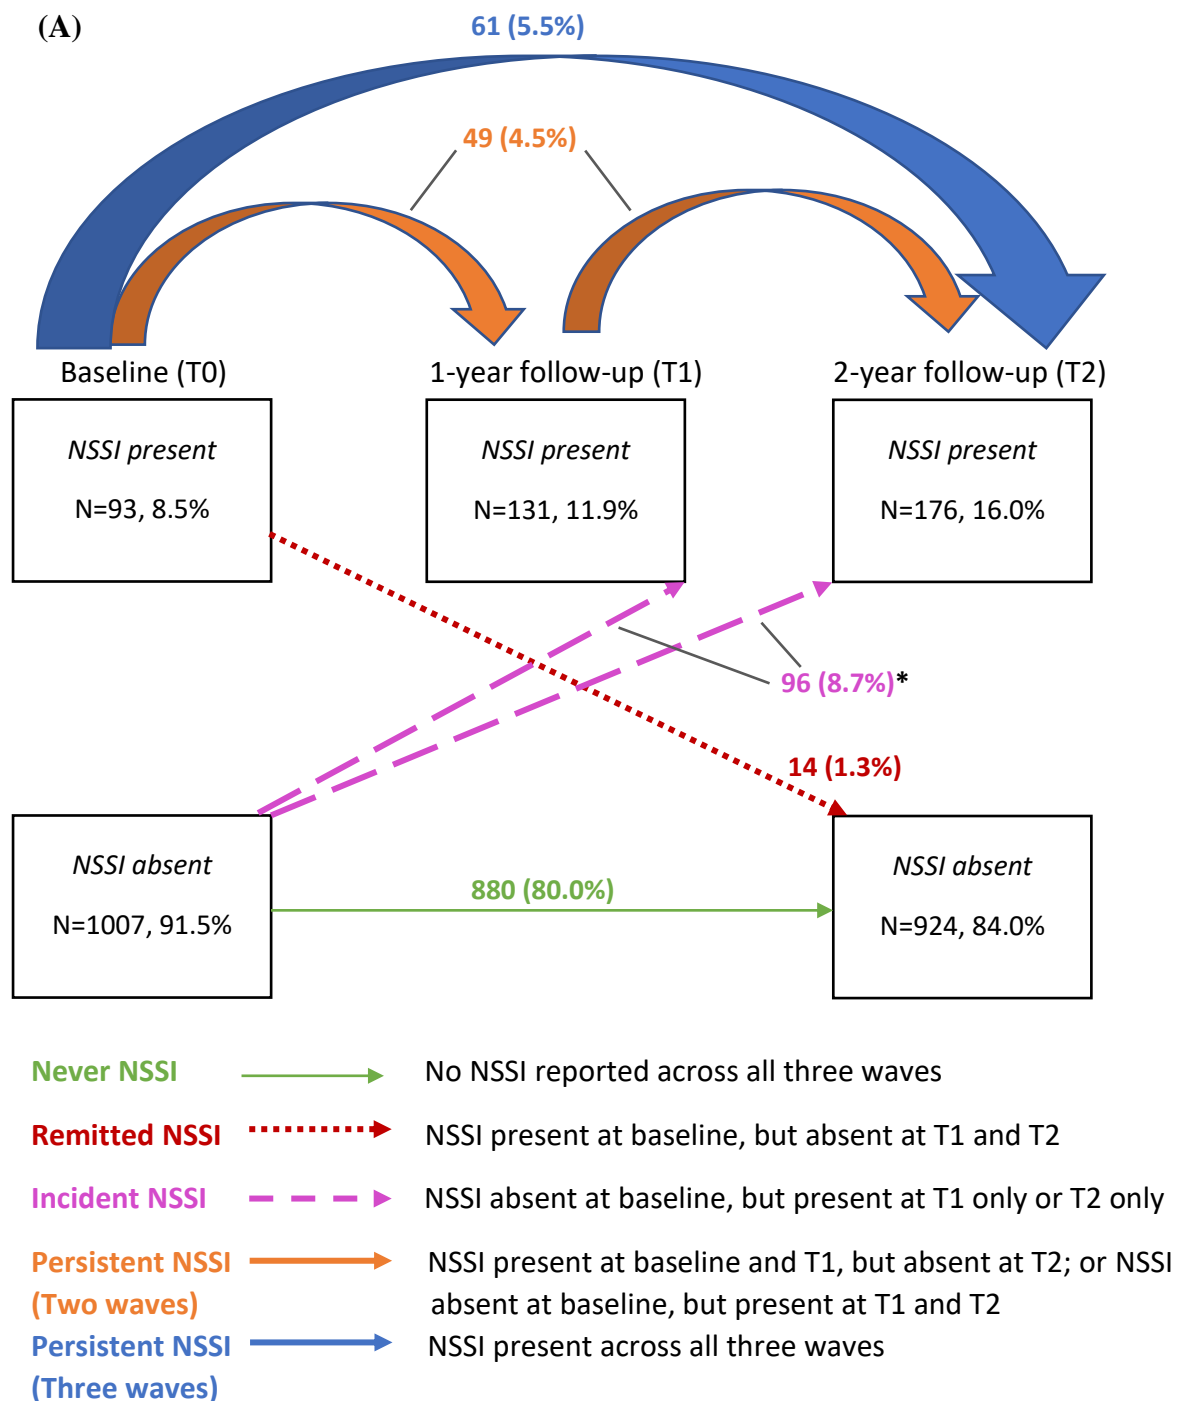 (A)
61 (5.5%)
49 (4.5%)
Baseline (T0)
1-year follow-up (T1)
2-year follow-up (T2)
NSSI present
N=93, 8.5%
NSSI present
N=131, 11.9%
NSSI present
N=176, 16.0%
96 (8.7%)*
14 (1.3%)
NSSI absent
N=1007, 91.5%
880 (80.0%)
NSSI absent
N=924, 84.0%
Never NSSI
No NSSI reported across all three waves
Remitted NSSI
NSSI present at baseline, but absent at T1 and T2
Incident NSSI
NSSI absent at baseline, but present at T1 only or T2 only
Persistent NSSI
(Two waves)
NSSI present at baseline and T1, but absent at T2; or NSSI
absent at baseline, but present at T1 and T2
Persistent NSSI
(Three waves)
NSSI present across all three waves